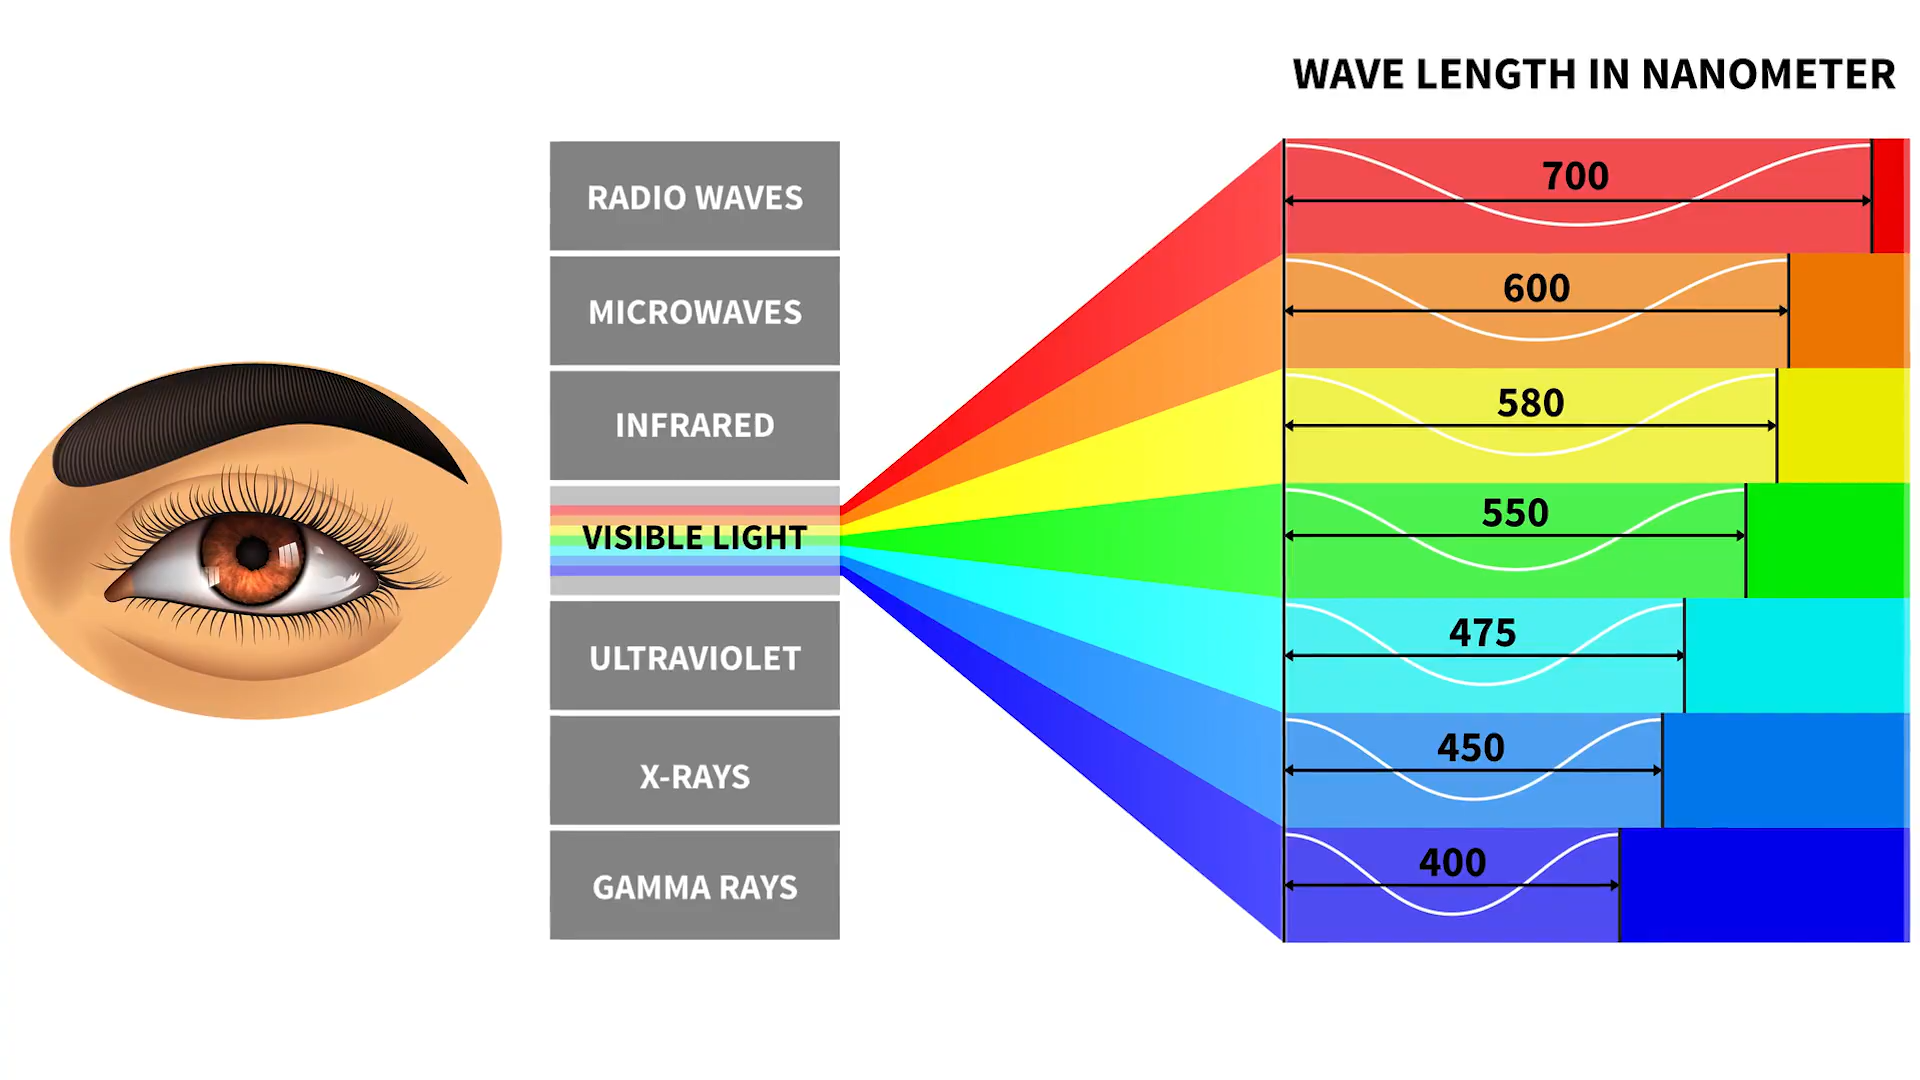 WAVE LENGTH IN NANOMETER
RADIO WAVES
MICROWAVES
INFRARED
VISIBLE LIGHT
ULTRAVIOLET
X-RAYS
GAMMA RAYS
700
600
580
550
475
450
400